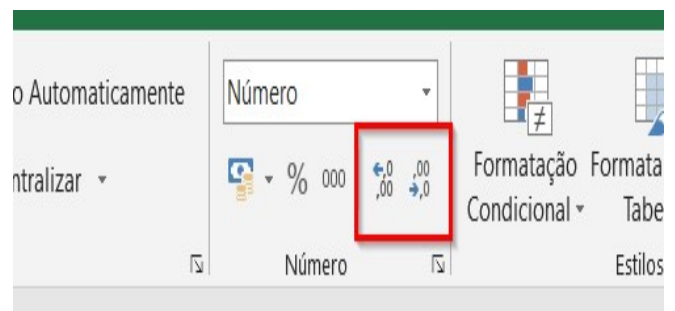 o Automaticamente
ntralizar
Número
% 000
,0
,00
,00
,0
Formatação
Condicional
Formata
Tabe
Número
Estilos